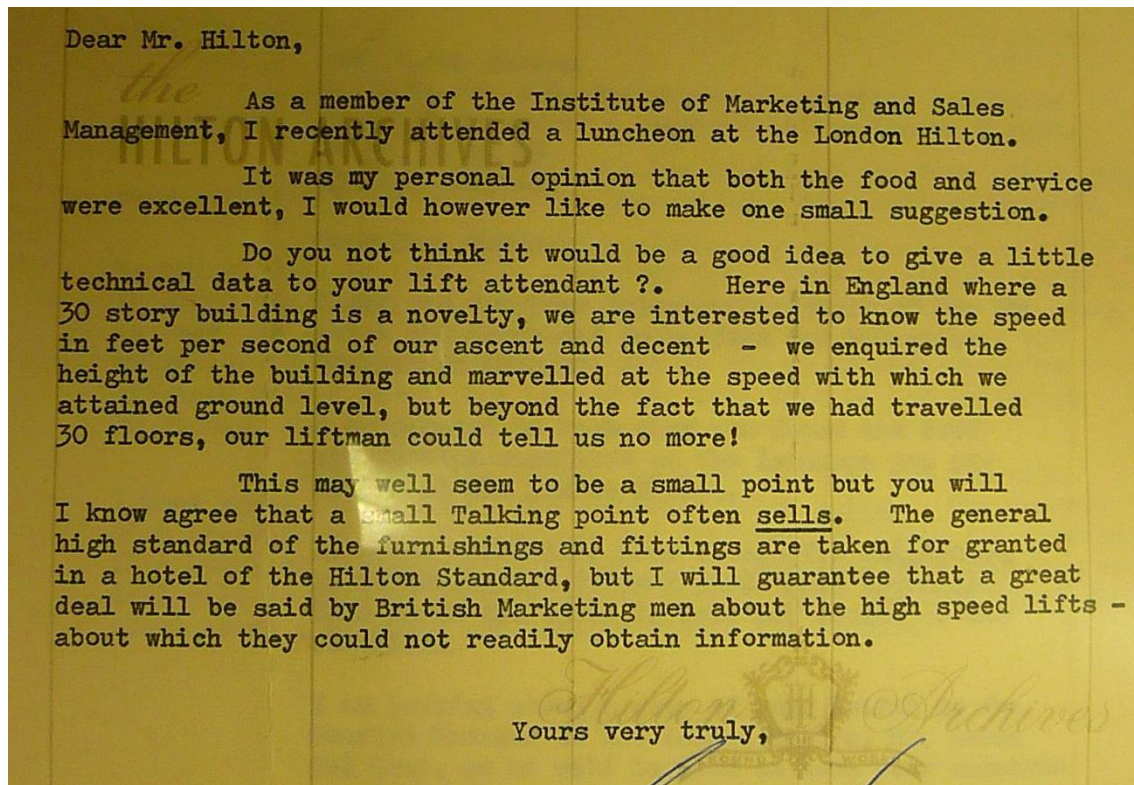 Dear Mr. Hilton,
the
HILTON ARCHIVES
As a member of the Institute of Marketing and Sales
Management, I recently attended a luncheon at the London Hilton.
It was my personal opinion that both the food and service
were excellent, I would however like to make one small suggestion.
Do you not think it would be a good idea to give a little
technical data to your lift attendant ?. Here in England where a
30 story building is a novelty, we are interested to know the speed
in feet per second of our ascent and decent - we enquired the
height of the building and marvelled at the speed with which we
attained ground level, but beyond the fact that we had travelled
30 floors, our liftman could tell us no more!
This may well seem to be a small point but you will
I know agree that a small Talking point often sells. The general
high standard of the furnishings and fittings are taken for granted
in a hotel of the Hilton Standard, but I will guarantee that a great
deal will be said by British Marketing men about the high speed lifts -
about which they could not readily obtain information.
Hilton Archives
Yours very truly,
AROUND THE WORLD